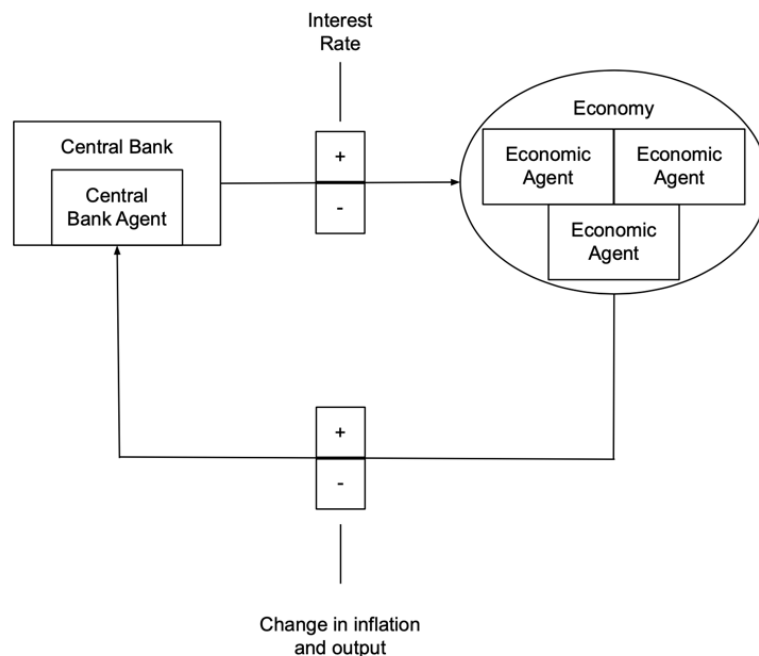 Interest
Rate
Central Bank
Central
Bank Agent
+
-
Economy
Economic
Agent
Economic
Agent
Economic
Agent
+
-
Change in inflation
and output